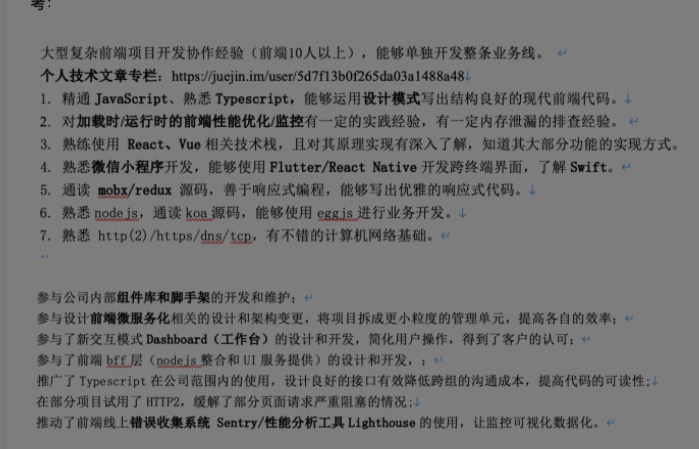 考：
大型复杂前端项目开发协作经验（前端10人以上），能够单独开发整条业务线。
个人技术文章专栏：https://juejin.im/user/5d7f13b0f265da03a1488a48
1. 精通 JavaScript、熟悉 Typescript，能够运用设计模式写出结构良好的现代前端代码。
2. 对加载时/运行时的前端性能优化/监控有一定的实践经验，有一定内存泄漏的排查经验。
3. 熟练使用 React、Vue 相关技术栈，且对其原理实现有深入了解，知道其大部分功能的实现方式。
4. 熟悉微信小程序开发，能够使用 Flutter/React Native 开发跨终端界面，了解 Swift。
5. 通读 mobx/redux 源码，善于响应式编程，能够写出优雅的响应式代码。
6. 熟悉 nodejs，通读 koa 源码，能够使用 eggjs 进行业务开发。
7. 熟悉 http(2)/https/dns/tcp，有不错的计算机网络基础。
参与公司内部组件库和脚手架的开发和维护；
参与设计前端微服务化相关的设计和架构变更，将项目拆成更小粒度的管理单元，提高各自的效率；
参与了新交互模式 Dashboard（工作台）的设计和开发，简化用户操作，得到了客户的认可；
参与了前端 bff 层（nodejs 整合和 UI 服务提供）的设计和开发，；
推广了 Typescript 在公司范围内的使用，设计良好的接口有效降低跨组的沟通成本，提高代码的可读性；
在部分项目试用了 HTTP2，缓解了部分页面请求严重阻塞的情况；
推动了前端线上错误收集系统 Sentry/性能分析工具 Lighthouse 的使用，让监控可视化数据化。